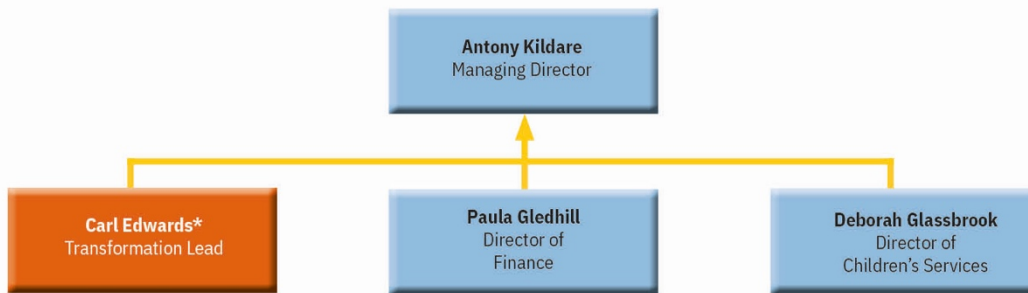 Antony Kildare
Managing Director
Carl Edwards*
Transformation Lead
Paula Gledhill
Director of
Finance
Deborah Glassbrook
Director of
Children's Services